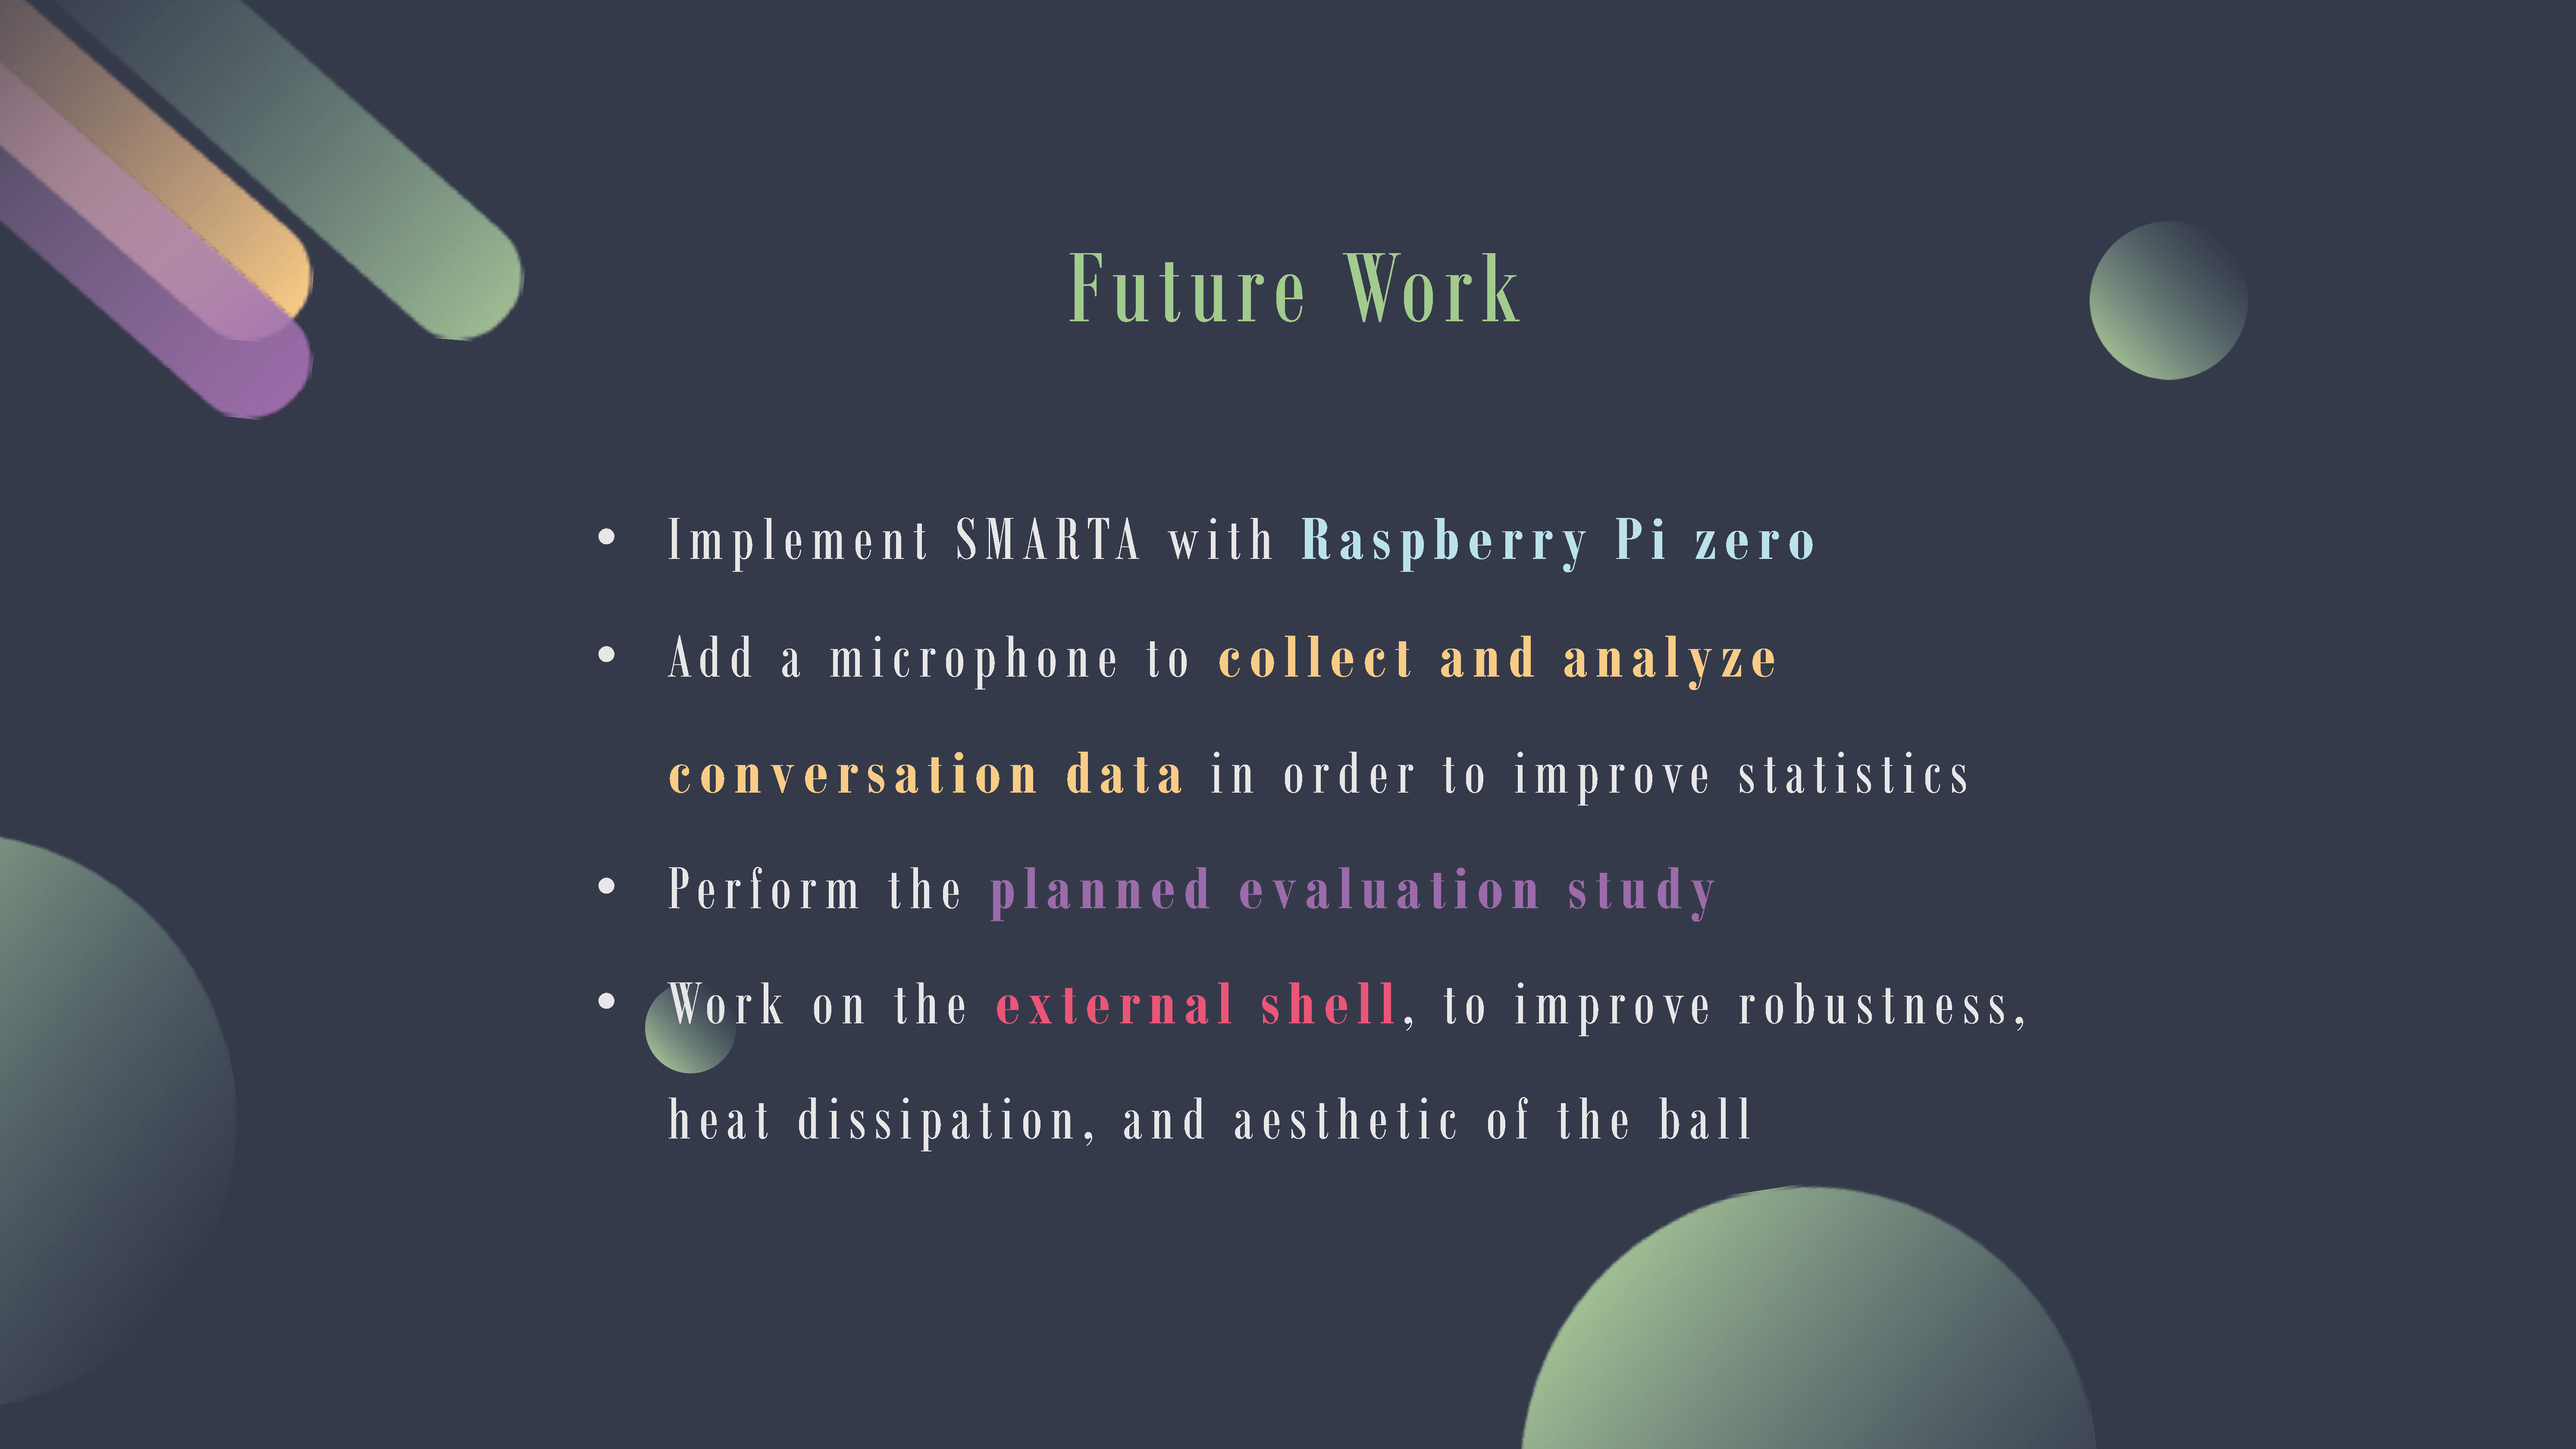 Future Work
• Implement SMARTA with Raspberry Pi zero
• Add a microphone to collect and analyze
conversation data in order to improve statistics
• Perform the planned evaluation study
• Work on the external shell, to improve robustness,
heat dissipation, and aesthetic of the ball